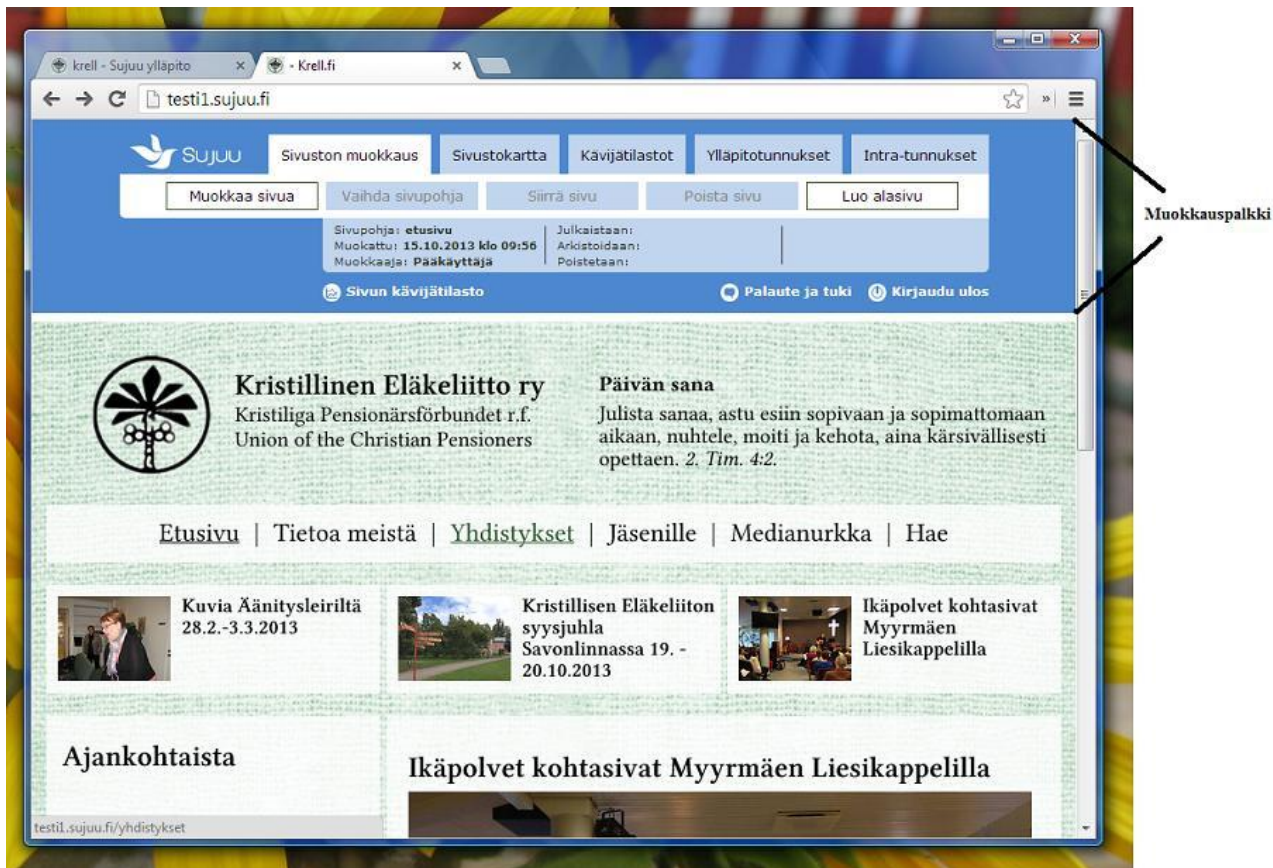 krell - Sujuu ylläpito
- Krell.fi
testi1.sujuu.fi
Sujuu
Sivuston muokkaus
Sivustokartta
Kävijätilastot
Ylläpitotunnukset
Intra-tunnukset
Muokkaa sivua
Vaihda sivupohja
Siirrä sivu
Poista sivu
Luo alasivu
Muokkauspalkki
Sivupohja: etusivu
Muokattu: 15.10.2013 klo 09:56
Muokkaaja: Pääkäyttäjä
Julkaistaan:
Arkistoidaan:
Poistetaan:
Sivun kävijätilasto
Palaute ja tuki
Kirjaudu ulos
Kristillinen Eläkeliitto ry
Kristiliga Pensionärsförbundet r.f.
Union of the Christian Pensioners
Päivän sana
Julista sanaa, astu esiin sopivaan ja sopimattomaan
aikaan, nuhtele, moiti ja kehota, aina kärsivällisesti
opettaen. 2. Tim. 4:2.
Etusivu | Tietoa meistä | Yhdistykset | Jäsenille | Medianurkka | Hae
Kuvia Äänitysleiriltä
28.2.-3.3.2013
Kristillisen Eläkeliiton
syysjuhla
Savonlinnassa 19. -
20.10.2013
Ikäpolvet kohtasivat
Myyrmäen
Liesikappelilla
Ajankohtaista
Ikäpolvet kohtasivat Myyrmäen Liesikappelilla
testi1.sujuu.fi/yhdistykset